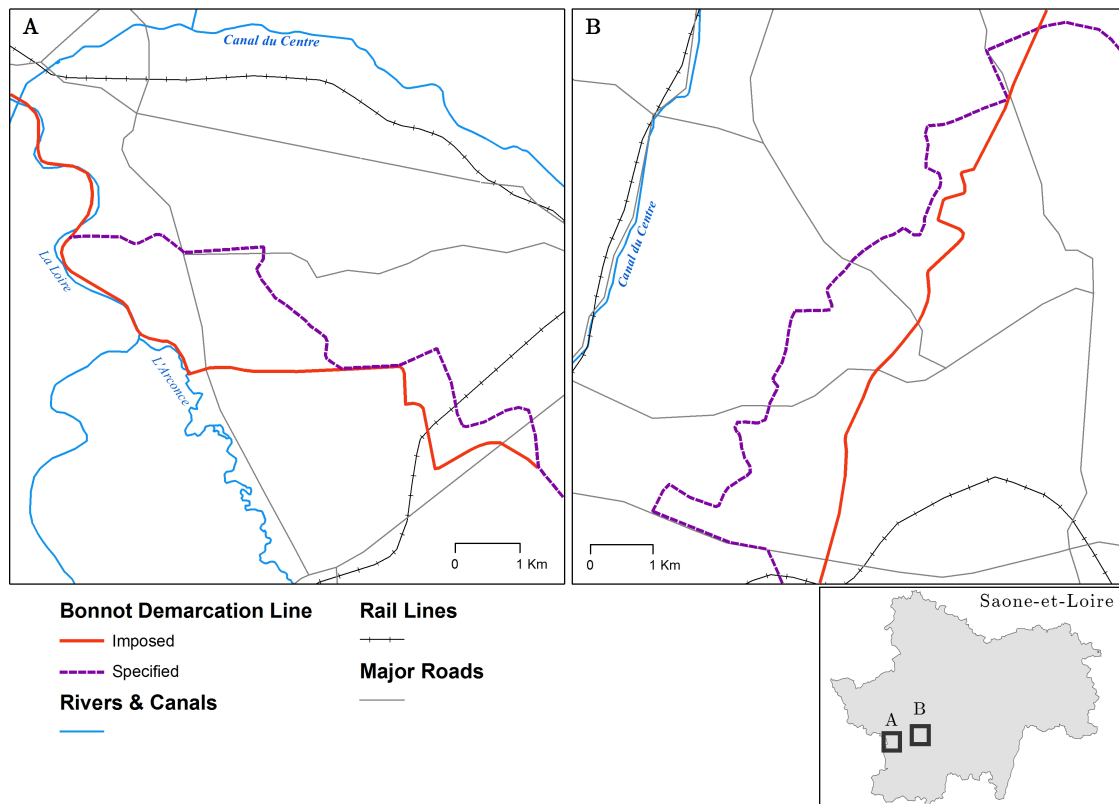 A
Canal du Centre
La Loire
L'Arconce
0 1 Km
B
Canal du Centre
0 1 Km
Bonnot Demarcation Line
Imposed
Specified
Rivers & Canals
Rail Lines
Major Roads
Saone-et-Loire
A
B